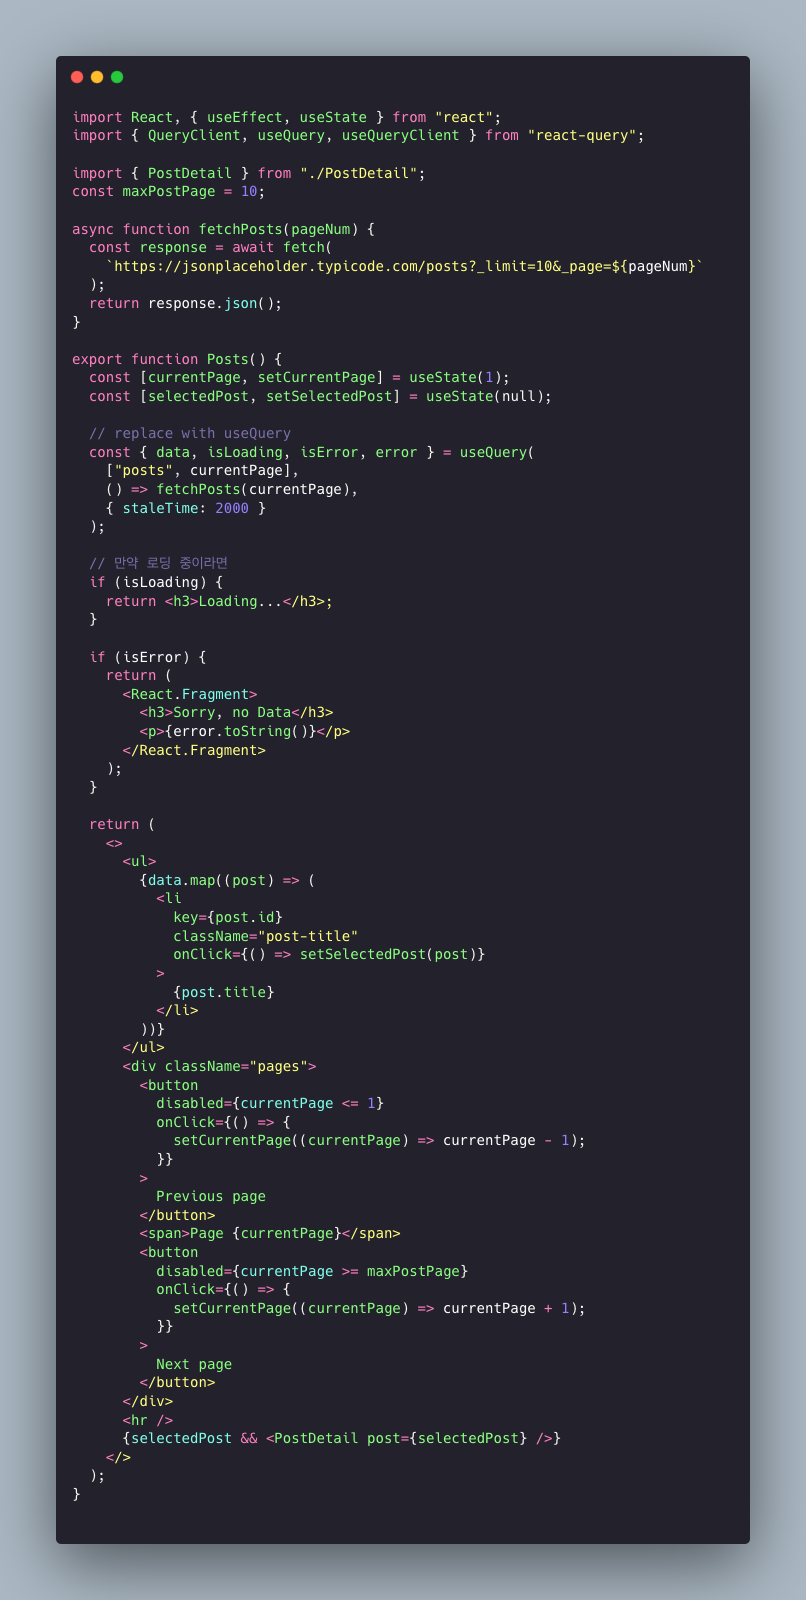 import React, { useEffect, useState } from "react";
import { QueryClient, useQuery, useQueryClient } from "react-query";

import { PostDetail } from "./PostDetail";
const maxPostPage = 10;

async function fetchPosts(pageNum) {
  const response = await fetch(
    `https://jsonplaceholder.typicode.com/posts?_limit=10&_page=${pageNum}`
  );
  return response.json();
}

export function Posts() {
  const [currentPage, setCurrentPage] = useState(1);
  const [selectedPost, setSelectedPost] = useState(null);

  // replace with useQuery
  const { data, isLoading, isError, error } = useQuery(
    ["posts", currentPage],
    () => fetchPosts(currentPage),
    { staleTime: 2000 }
  );

  // 만약 로딩 중이라면
  if (isLoading) {
    return <h3>Loading...</h3>;
  }

  if (isError) {
    return (
      <React.Fragment>
        <h3>Sorry, no Data</h3>
        <p>{error.toString()}</p>
      </React.Fragment>
    );
  }

  return (
    <>
      <ul>
        {data.map((post) => (
          <li
            key={post.id}
            className="post-title"
            onClick={() => setSelectedPost(post)}
          >
            {post.title}
          </li>
        ))}
      </ul>
      <div className="pages">
        <button
          disabled={currentPage <= 1}
          onClick={() => {
            setCurrentPage((currentPage) => currentPage - 1);
          }}
        >
          Previous page
        </button>
        <span>Page {currentPage}</span>
        <button
          disabled={currentPage >= maxPostPage}
          onClick={() => {
            setCurrentPage((currentPage) => currentPage + 1);
          }}
        >
          Next page
        </button>
      </div>
      <hr />
      {selectedPost && <PostDetail post={selectedPost} />}
    </>
  );
}